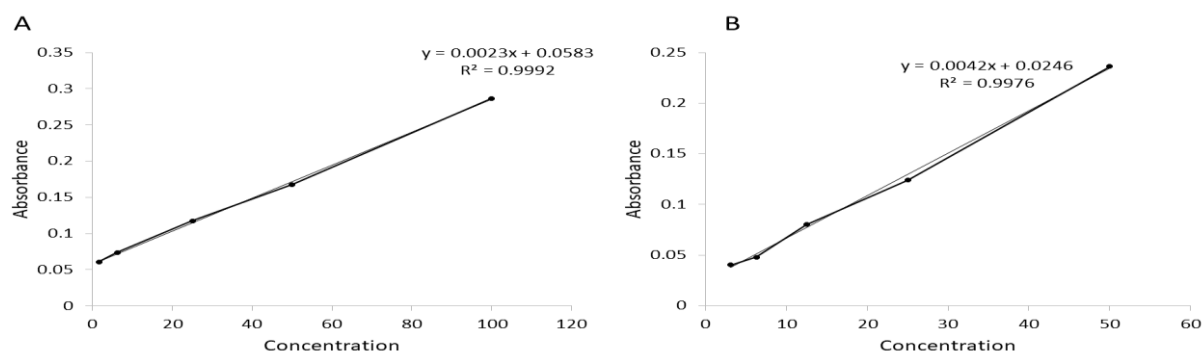 A
y = 0.0023x + 0.0583
R² = 0.9992
Absorbance
0.35
0.3
0.25
0.2
0.15
0.1
0.05
0
0 20 40 60 80 100 120
Concentration
B
y = 0.0042x + 0.0246
R² = 0.9976
Absorbance
0.25
0.2
0.15
0.1
0.05
0
0 10 20 30 40 50 60
Concentration